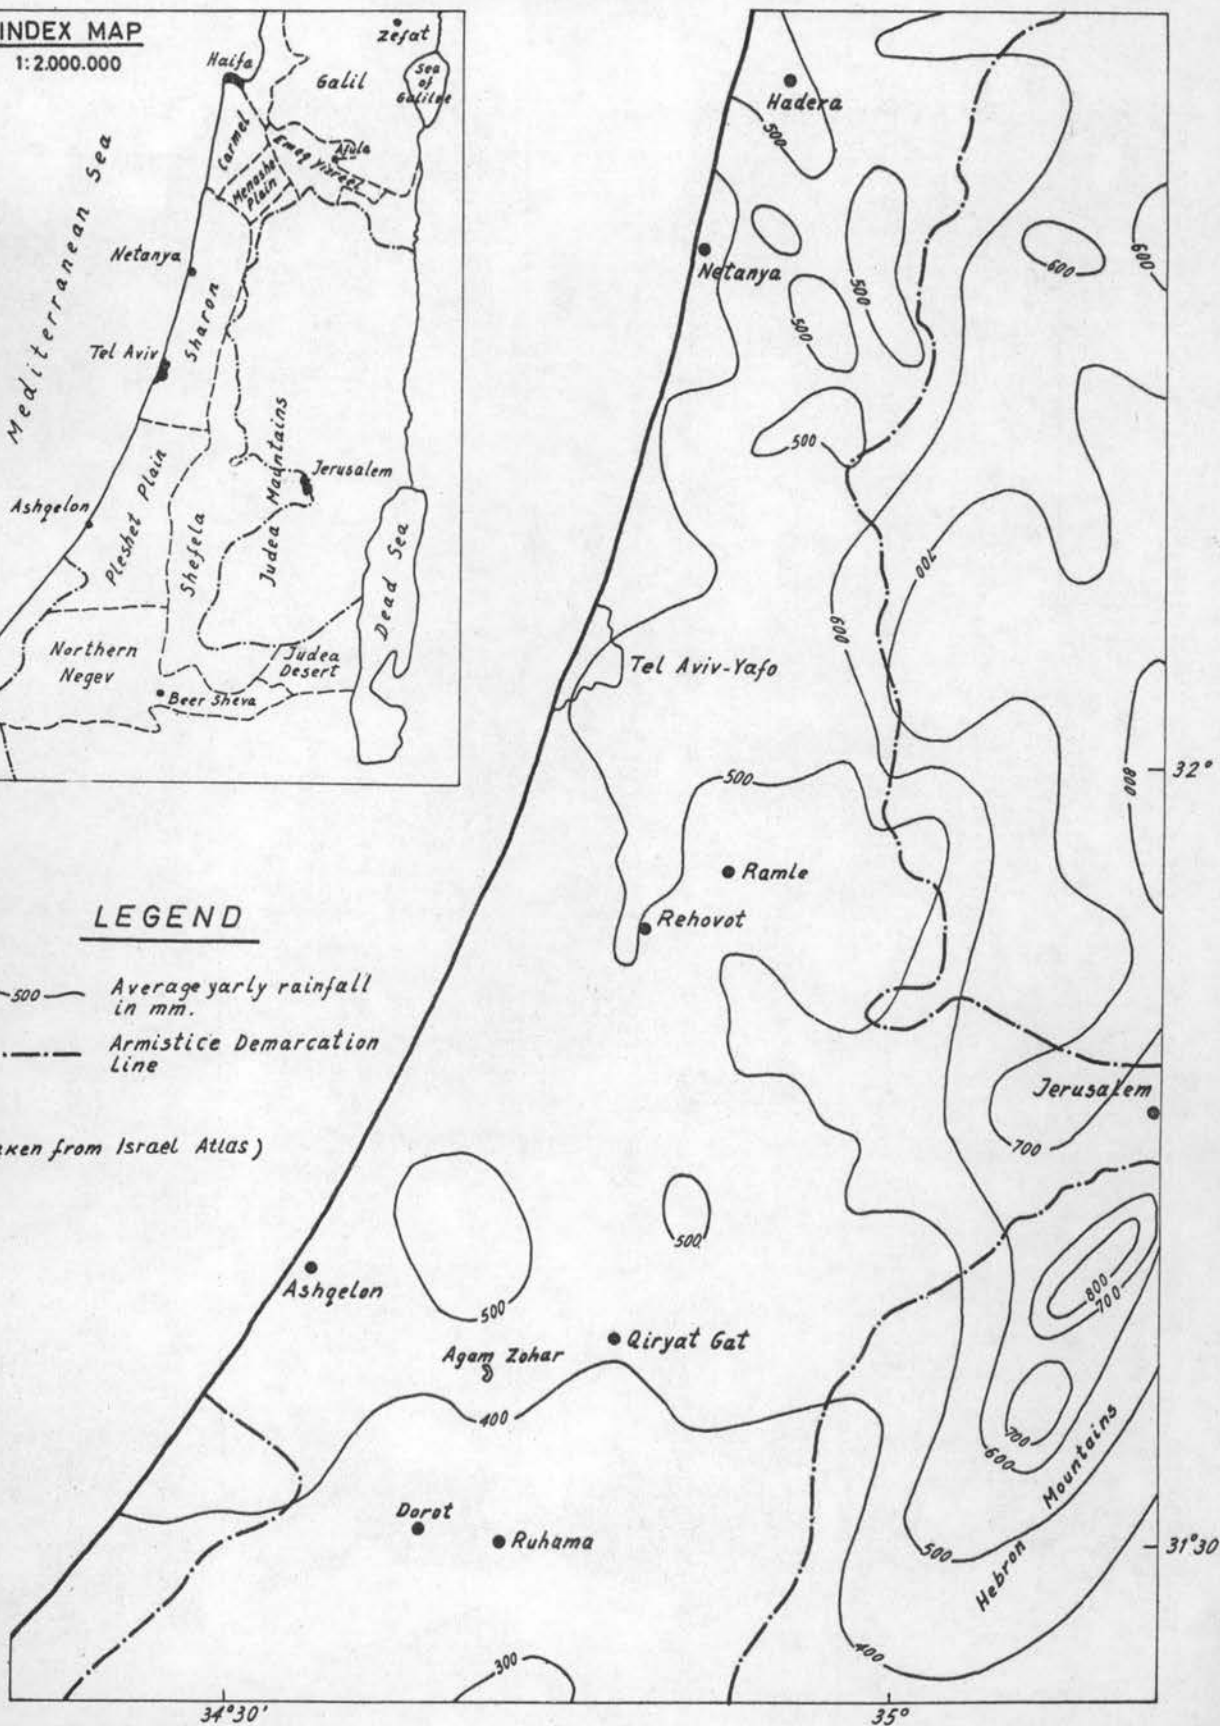 INDEX MAP
1:2.000.000
Haifa
Zefat
Galil
Sea
of
Galilee
Carmel
Afula
Emeq Yizreel
Menashe
Plain
Mediterranean Sea
Netanya
Sharon
Tel Aviv
Judea Mauntains
Jerusalem
Ashqelon
Pleshet Plain
Shefela
Dead Sea
Northern
Negev
Judea
Desert
Beer Sheva
LEGEND
500
Average yarly rainfall
in mm.
Armistice Demarcation
Line
from Israel Atlas)
Hadera
500
Netanya
500
500
600
600
500
700
600
Tel Aviv-Yafo
500
800
32°
Ramle
Rehovot
Jerusalem
700
500
500
Ashqelon
Agam Zohar
Qiryat Gat
800
700
400
700
600
Dorot
Ruhama
500
Hebron Mountains
31°30
400
300
34°30'
35°